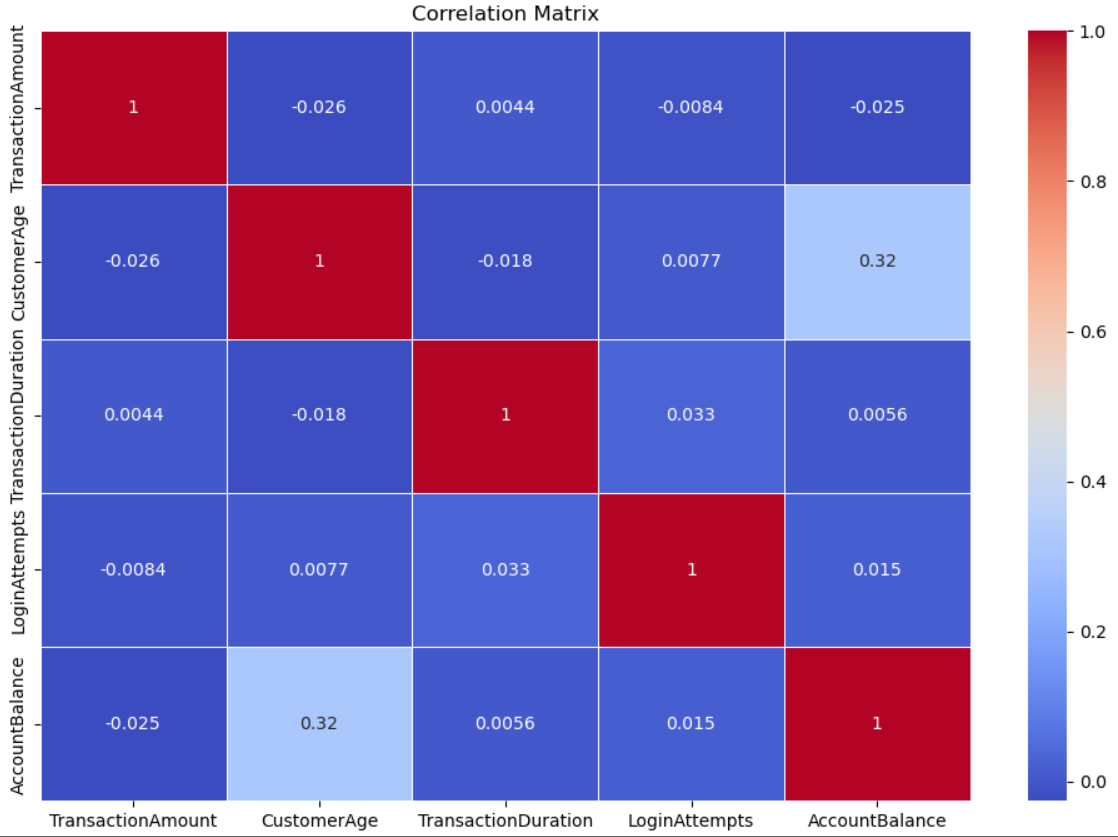 Correlation Matrix
TransactionAmount 1 -0.026 0.0044 -0.0084 -0.025
CustomerAge -0.026 1 -0.018 0.0077 0.32
TransactionDuration 0.0044 -0.018 1 0.033 0.0056
LoginAttempts -0.0084 0.0077 0.033 1 0.015
AccountBalance -0.025 0.32 0.0056 0.015 1
TransactionAmount CustomerAge TransactionDuration LoginAttempts AccountBalance
1.0
0.8
0.6
0.4
0.2
0.0